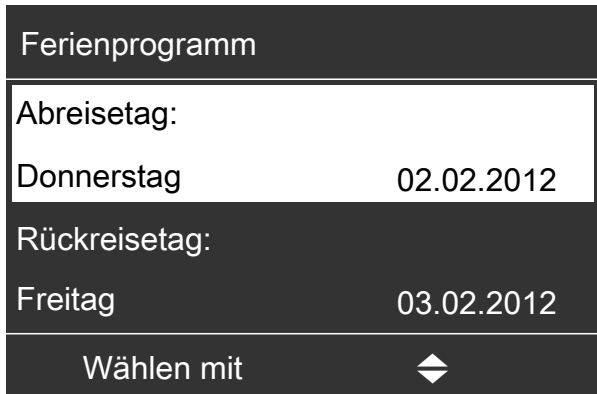 Ferienprogramm
Abreisetag:
Donnerstag 02.02.2012
Rückreisetag:
Freitag 03.02.2012
Wählen mit